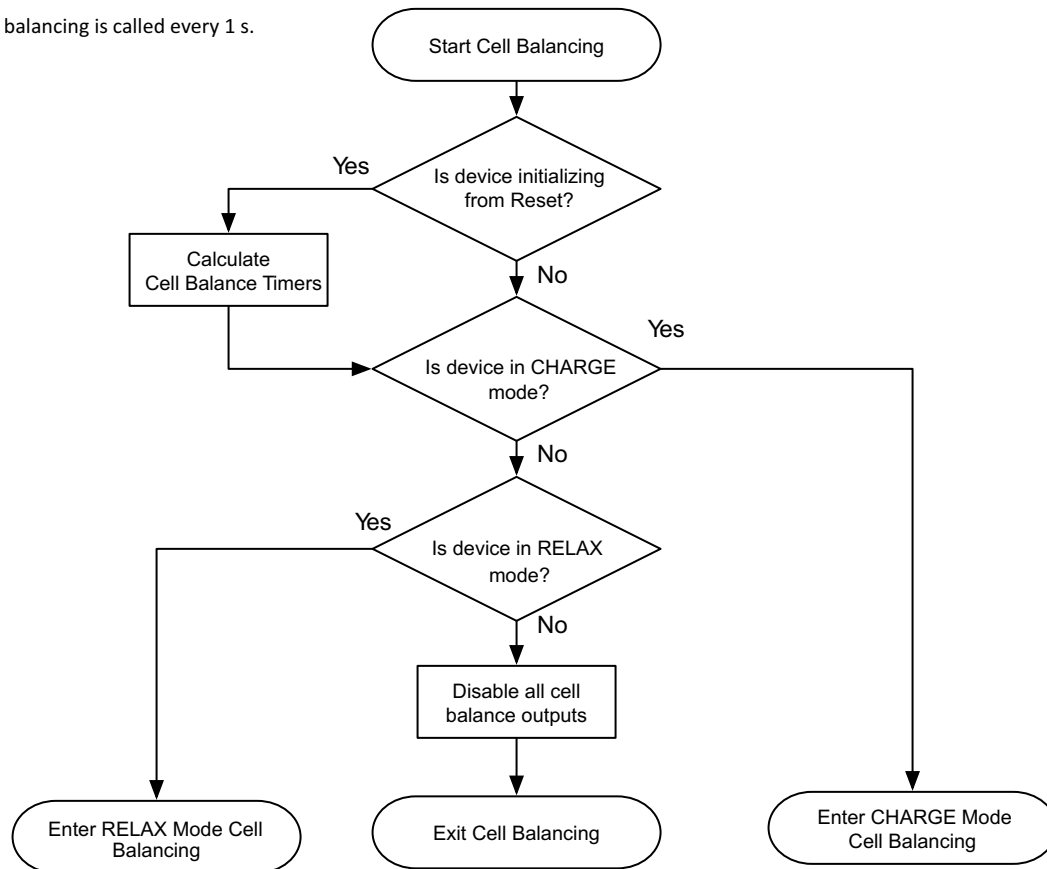 balancing is called every 1 s.
Start Cell Balancing
Yes
Is device initializing
from Reset?
Calculate
Cell Balance Timers
No
Yes
Is device in CHARGE
mode?
No
Yes
Is device in RELAX
mode?
No
Disable all cell
balance outputs
Enter RELAX Mode Cell
Balancing
Exit Cell Balancing
Enter CHARGE Mode
Cell Balancing